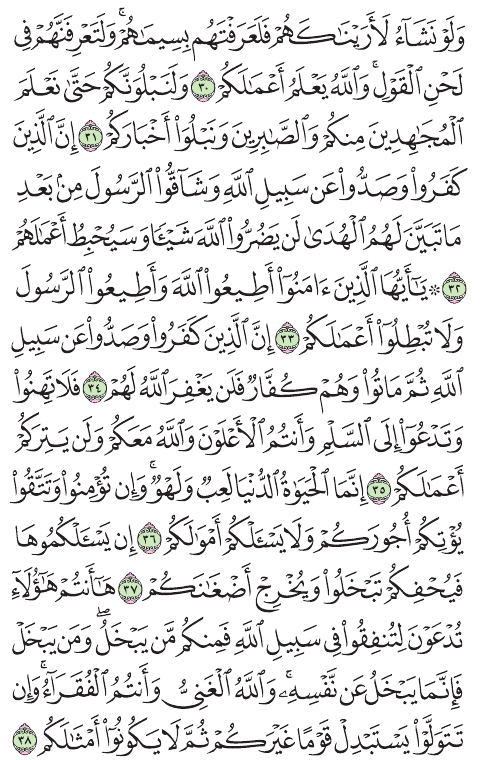 وَلَوْ نَشَآءُ لَأَرَيْنَـٰكَهُمْ فَلَعَرَفْتَهُم بِسِيمَـٰهُمْ ۚ وَلَتَعْرِفَنَّهُمْ فِى
لَحْنِ ٱلْقَوْلِ ۚ وَٱللَّهُ يَعْلَمُ أَعْمَـٰلَكُمْ ٣٠ وَلَنَبْلُوَنَّكُمْ حَتَّىٰ نَعْلَمَ
ٱلْمُجَـٰهِدِينَ مِنكُمْ وَٱلصَّـٰبِرِينَ وَنَبْلُوَا۟ أَخْبَارَكُمْ ٣١ إِنَّ ٱلَّذِينَ
كَفَرُوا۟ وَصَدُّوا۟ عَن سَبِيلِ ٱللَّهِ وَشَآقُّوا۟ ٱلرَّسُولَ مِنۢ بَعْدِ
مَا تَبَيَّنَ لَهُمُ ٱلْهُدَىٰ لَن يَضُرُّوا۟ ٱللَّهَ شَيْـًٔا وَسَيُحْبِطُ أَعْمَـٰلَهُمْ
٣٢ ۞ يَـٰٓأَيُّهَا ٱلَّذِينَ ءَامَنُوٓا۟ أَطِيعُوا۟ ٱللَّهَ وَأَطِيعُوا۟ ٱلرَّسُولَ
وَلَا تُبْطِلُوٓا۟ أَعْمَـٰلَكُمْ ٣٣ إِنَّ ٱلَّذِينَ كَفَرُوا۟ وَصَدُّوا۟ عَن سَبِيلِ
ٱللَّهِ ثُمَّ مَاتُوا۟ وَهُمْ كُفَّارٌ فَلَن يَغْفِرَ ٱللَّهُ لَهُمْ ٣٤ فَلَا تَهِنُوا۟
وَتَدْعُوٓا۟ إِلَى ٱلسَّلْمِ وَأَنتُمُ ٱلْأَعْلَوْنَ وَٱللَّهُ مَعَكُمْ وَلَن يَتِرَكُمْ
أَعْمَـٰلَكُمْ ٣٥ إِنَّمَا ٱلْحَيَوٰةُ ٱلدُّنْيَا لَعِبٌ وَلَهْوٌ ۚ وَإِن تُؤْمِنُوا۟ وَتَتَّقُوا۟
يُؤْتِكُمْ أُجُورَكُمْ وَلَا يَسْـَٔلْكُمْ أَمْوَٰلَكُمْ ٣٦ إِن يَسْـَٔلْكُمُوهَا
فَيُحْفِكُمْ تَبْخَلُوا۟ وَيُخْرِجْ أَضْغَـٰنَكُمْ ٣٧ هَـٰٓأَنتُمْ هَـٰٓؤُلَآءِ
تُدْعَوْنَ لِتُنفِقُوا۟ فِى سَبِيلِ ٱللَّهِ فَمِنكُم مَّن يَبْخَلُ ۖ وَمَن يَبْخَلْ
فَإِنَّمَا يَبْخَلُ عَن نَّفْسِهِۦ ۚ وَٱللَّهُ ٱلْغَنِىُّ وَأَنتُمُ ٱلْفُقَرَآءُ ۚ وَإِن
تَتَوَلَّوْا۟ يَسْتَبْدِلْ قَوْمًا غَيْرَكُمْ ثُمَّ لَا يَكُونُوٓا۟ أَمْثَـٰلَكُم ٣٨